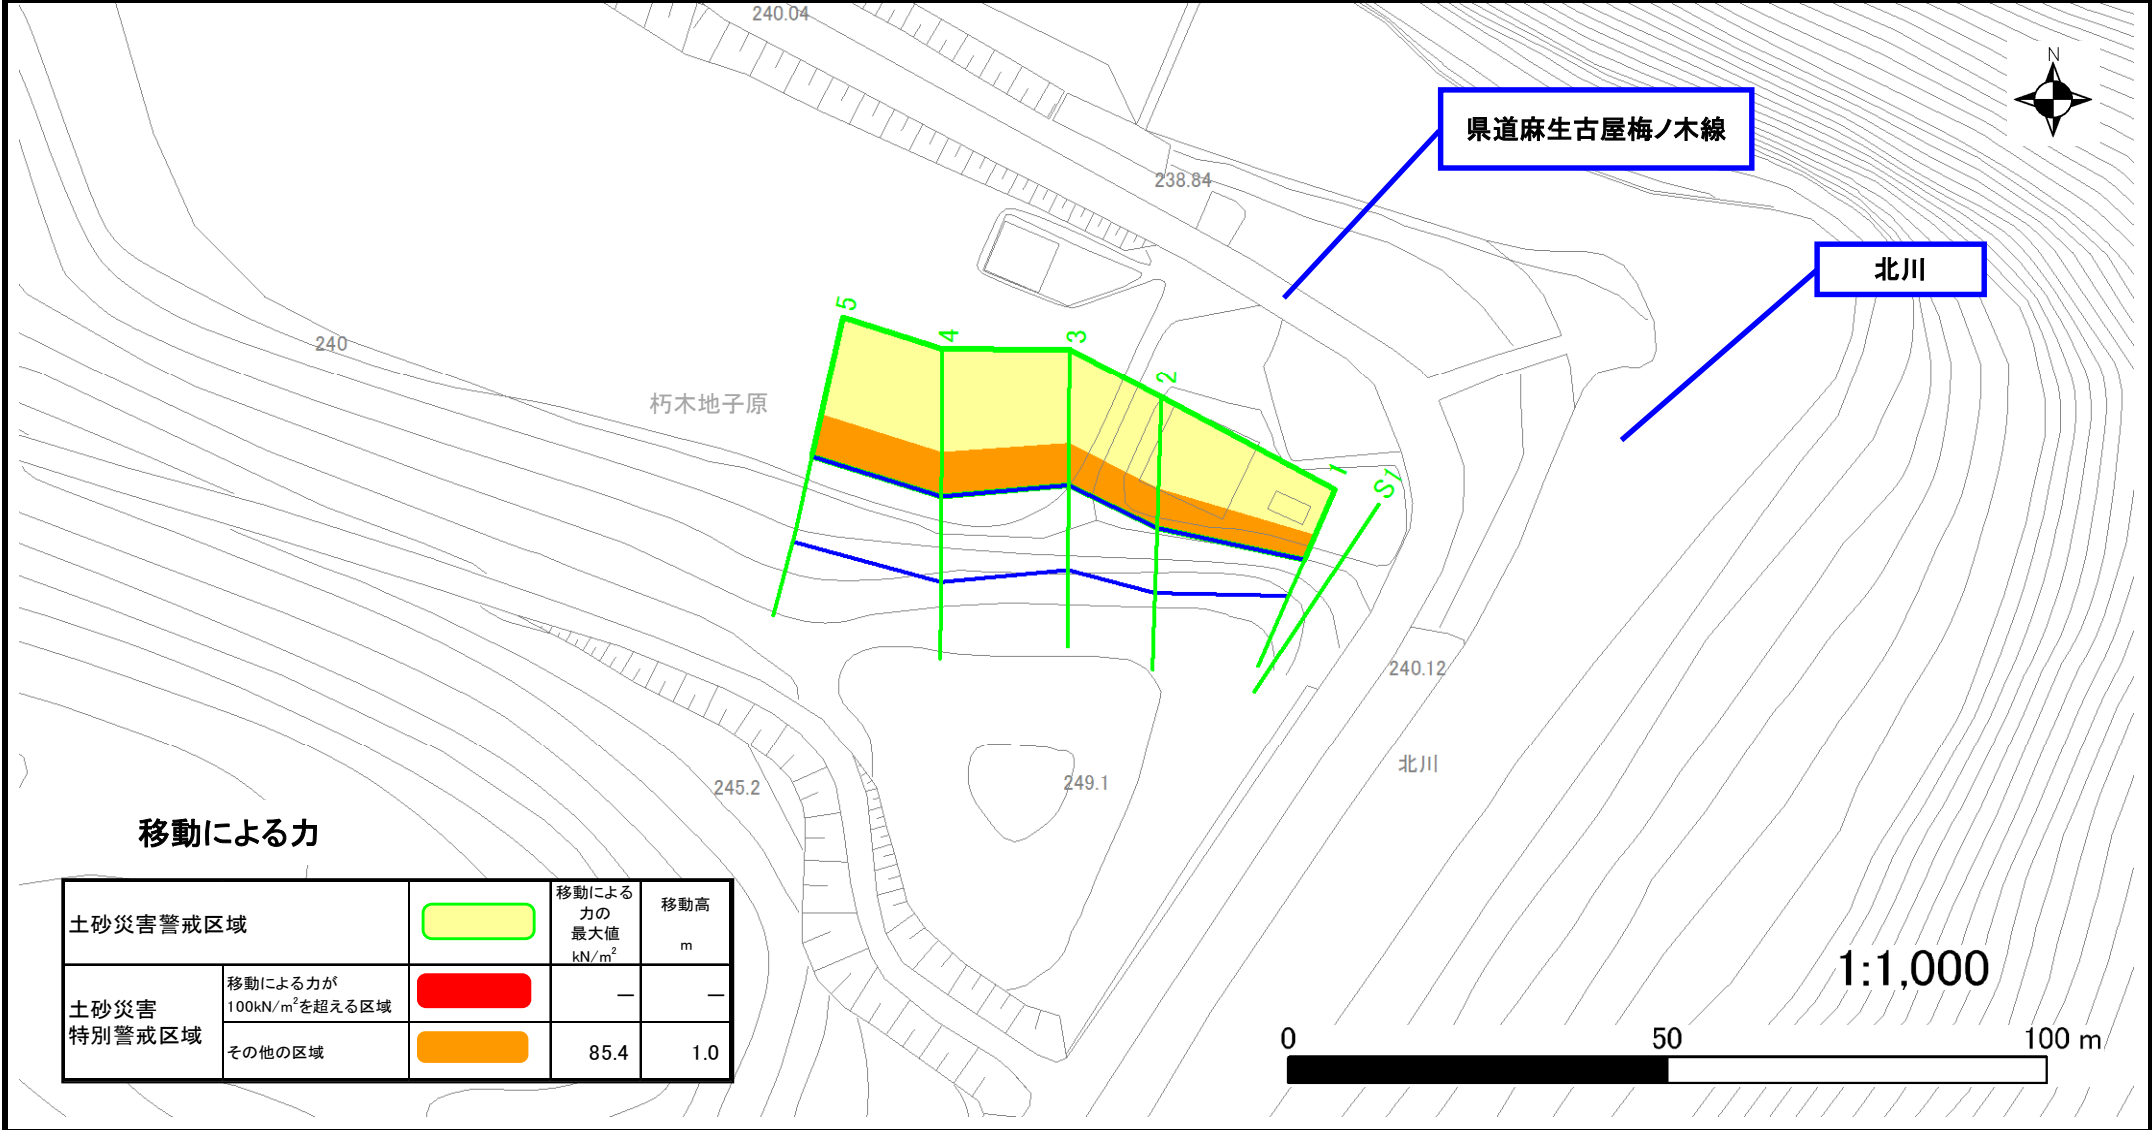 240.04
N
県道麻生古屋梅ノ木線
238.84
北川
5
4
3
240
2
朽木地子原
1
S1
240.12
北川
245.2
249.1
移動による力
土砂災害警戒区域
移動による
力の
最大値
kN/m²
移動高
m
土砂災害
特別警戒区域
移動による力が
100kN/m²を超える区域
－
－
その他の区域
85.4
1.0
1:1,000
0
50
100 m